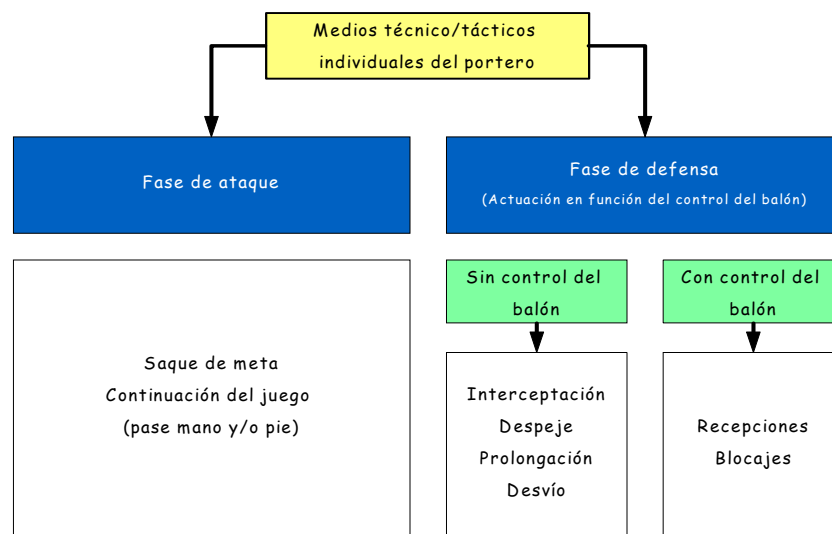 Medios técnico/tácticos
individuales del portero
Fase de ataque
Fase de defensa
(Actuación en función del control del balón)
Sin control del
balón
Con control del
balón
Saque de meta
Continuación del juego
(pase mano y/o pie)
Interceptación
Despeje
Prolongación
Desvío
Recepciones
Blocajes